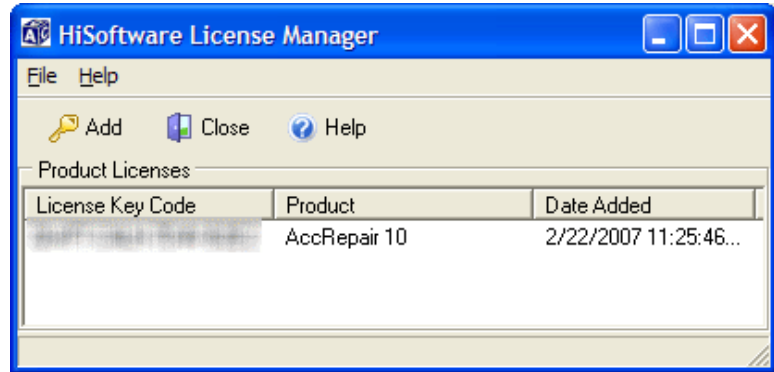 HiSoftware License Manager
File Help
Add Close Help
Product Licenses
License Key Code Product Date Added
AccRepair 10 2/22/2007 11:25:46...